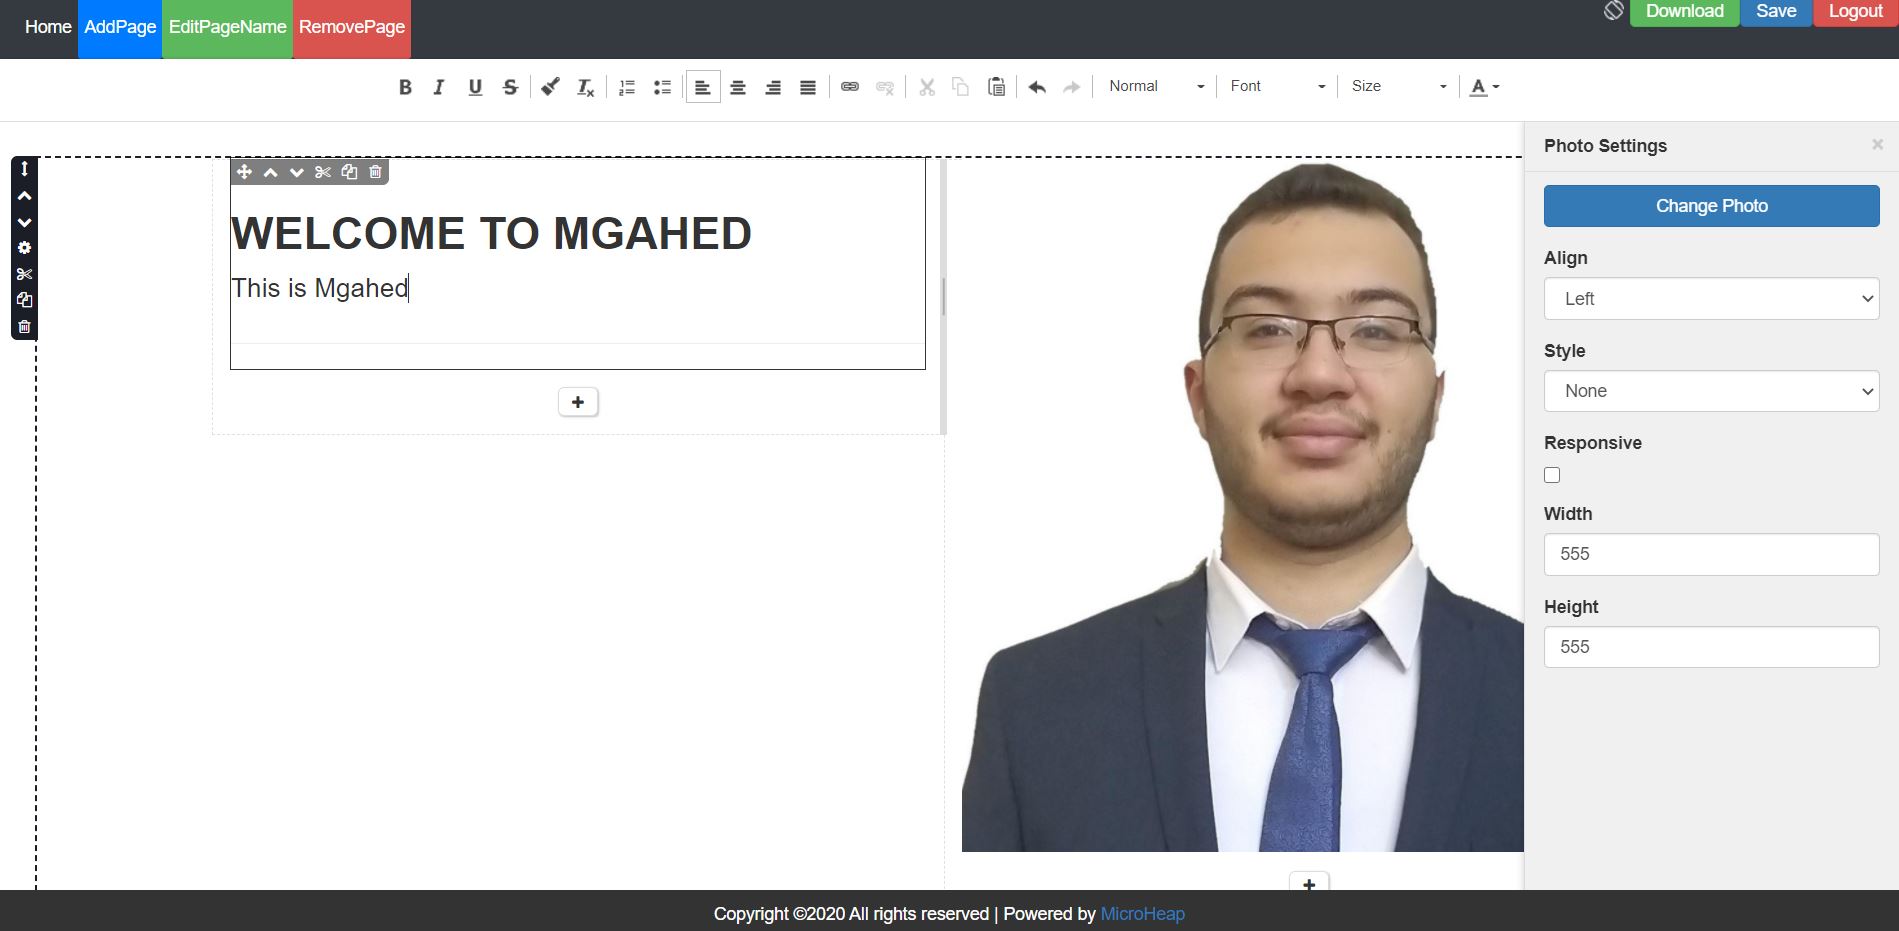 Home AddPage EditPageName RemovePage Download Save Logout
B I U S Tx Normal Font Size A
Photo Settings ×
Change Photo
WELCOME TO MGAHED
This is Mgahed
Align
Left
Style
None
Responsive
Width
555
Height
555
Copyright ©2020 All rights reserved | Powered by MicroHeap